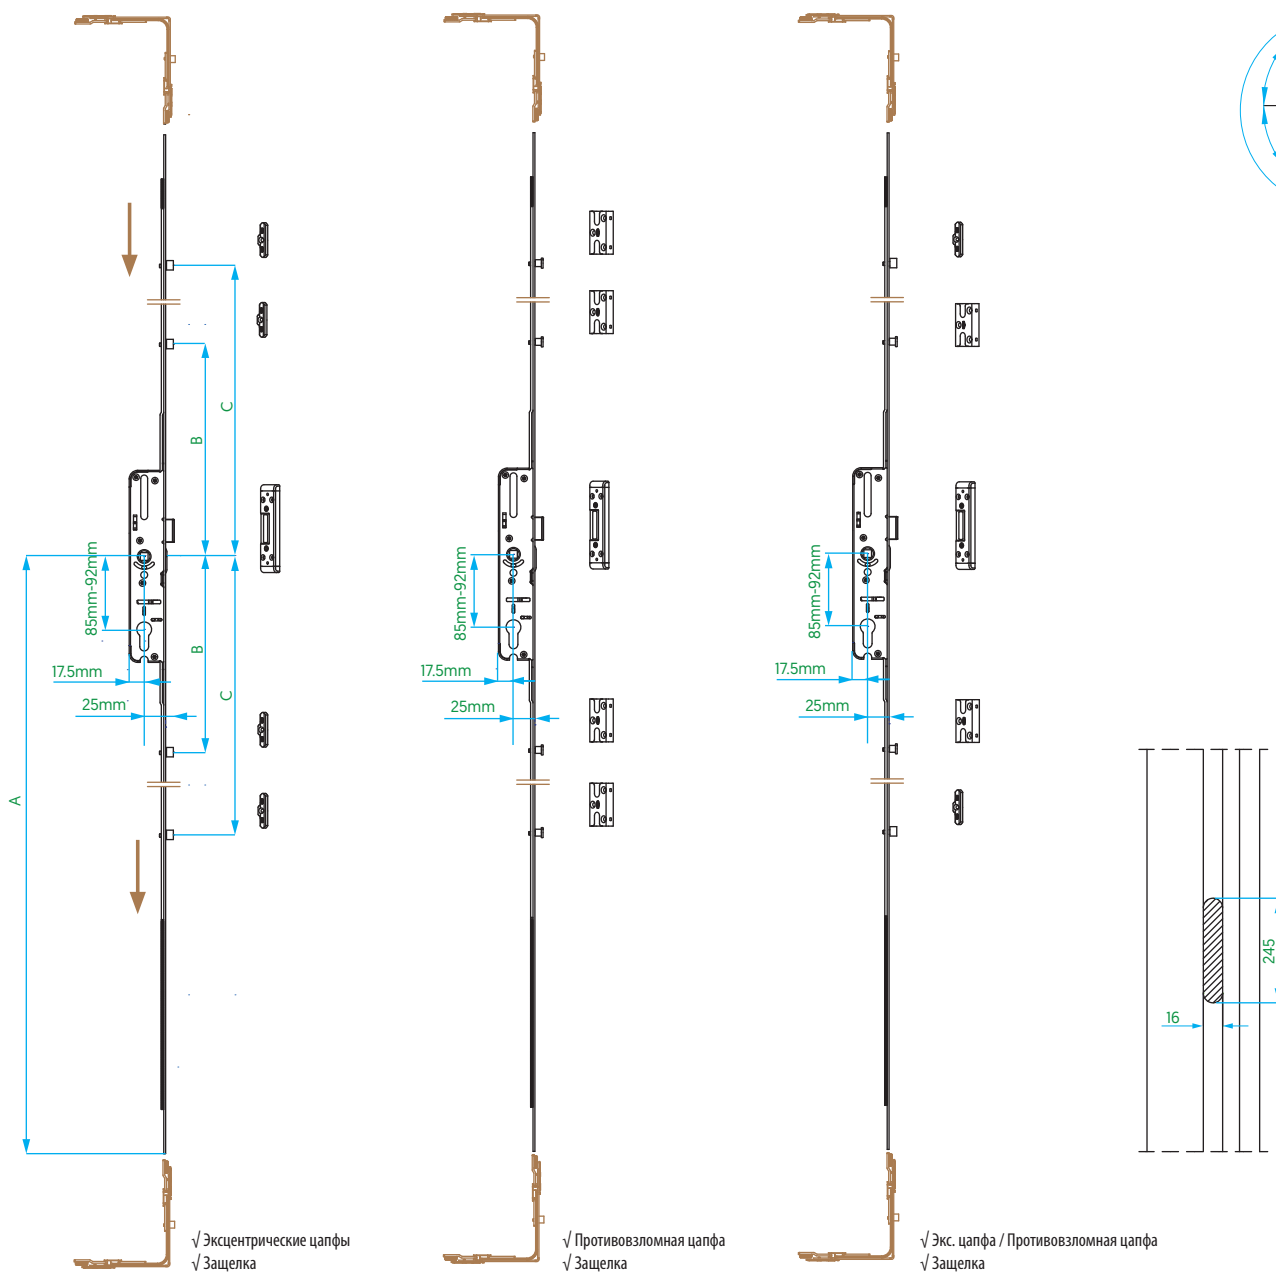 C
B
85mm-92mm
85mm-92mm
85mm-92mm
B
17.5mm
17.5mm
17.5mm
C
25mm
25mm
25mm
A
245
16
√ Эксцентрические цапфы
√ Защелка
√ Противовзломная цапфа
√ Защелка
√ Экс. цапфа / Противовзломная цапфа
√ Защелка